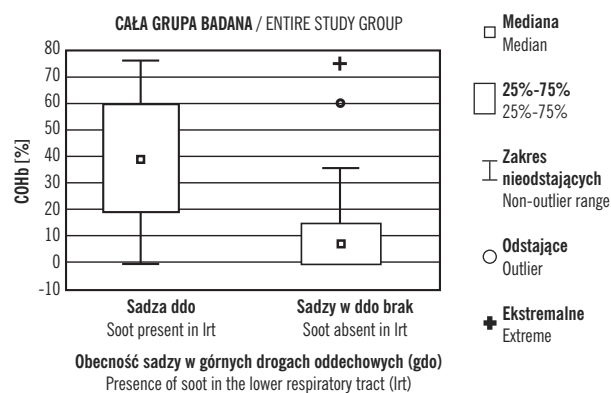 CAŁA GRUPA BADANA / ENTIRE STUDY GROUP
COHb [%]
80
70
60
50
40
30
20
10
0
-10
Sadza ddo
Soot present in lrt
Sadzy w ddo brak
Soot absent in lrt
Obecność sadzy w górnych drogach oddechowych (gdo)
Presence of soot in the lower respiratory tract (lrt)
Mediana
Median
25%-75%
25%-75%
Zakres
nieodstających
Non-outlier range
Odstające
Outlier
Ekstremalne
Extreme